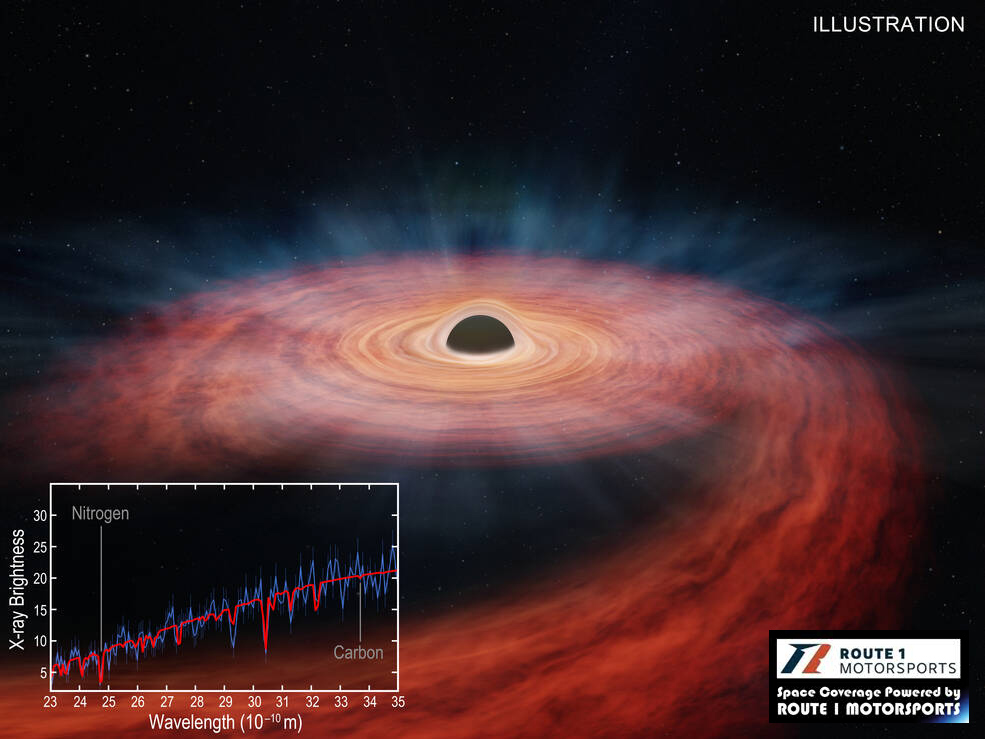 ILLUSTRATION
Nitrogen
Carbon
X-ray Brightness
30
25
20
15
10
5
23 24 25 26 27 28 29 30 31 32 33 34 35
Wavelength (10⁻¹⁰ m)
ROUTE 1
MOTORSPORTS
Space Coverage Powered by
ROUTE 1 MOTORSPORTS